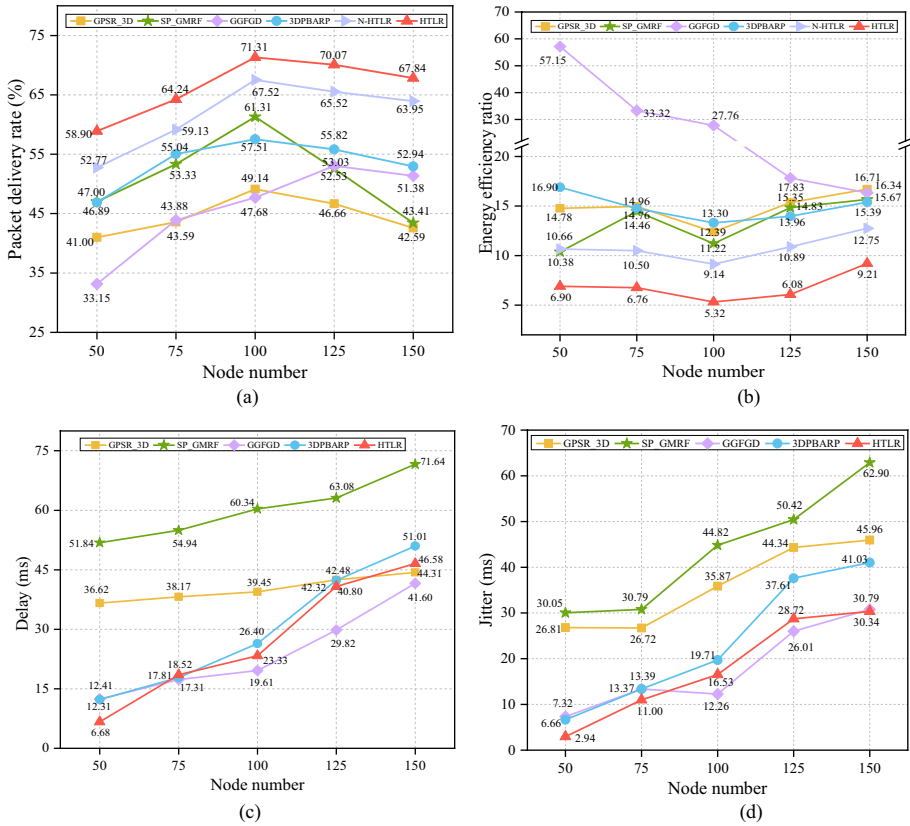 GPSR_3D SP_GMRF GGFGD 3DPBARP N-HTLR HTLR
Packet delivery rate (%)
75
65
55
45
35
25
58.90 64.24 71.31 70.07 67.84
52.77 59.13 67.52 65.52 63.95
61.31
47.00 55.04 57.51 55.82 52.94
46.89 53.33 53.03
52.53
49.14 51.38
41.00 43.88 47.68 46.66 43.41
43.59 42.59
33.15
50 75 100 125 150
Node number
(a)
GPSR_3D SP_GMRF GGFGD 3DPBARP N-HTLR HTLR
Energy efficiency ratio
70
60
50
40
30
20
15
10
5
57.15 33.32 27.76
17.83 16.71 16.34
16.90 14.96 13.30 15.35 15.67
14.78 14.76 12.39 14.83 15.39
14.46 11.22 13.96
10.66 12.75
10.38 10.50 9.14 10.89
6.90 6.76 5.32 6.08 9.21
50 75 100 125 150
Node number
(b)
GPSR_3D SP_GMRF GGFGD 3DPBARP HTLR
Delay (ms)
75
60
45
30
15
0
51.84 54.94 60.34 63.08 71.64
51.01
36.62 38.17 39.45 42.48 46.58
42.32 40.80 44.31
41.60
26.40 29.82
12.41 17.81 18.52 23.33
12.31 17.31 19.61
6.68
50 75 100 125 150
Node number
(c)
GPSR_3D SP_GMRF GGFGD 3DPBARP HTLR
Jitter (ms)
70
60
50
40
30
20
10
0
62.90
44.82 50.42
44.34 45.96
30.05 30.79 35.87 37.61 41.03
26.81 26.72 28.72 30.79
26.01 30.34
19.71
7.32 13.37 13.39 16.53
6.66 11.00 12.26
2.94
50 75 100 125 150
Node number
(d)